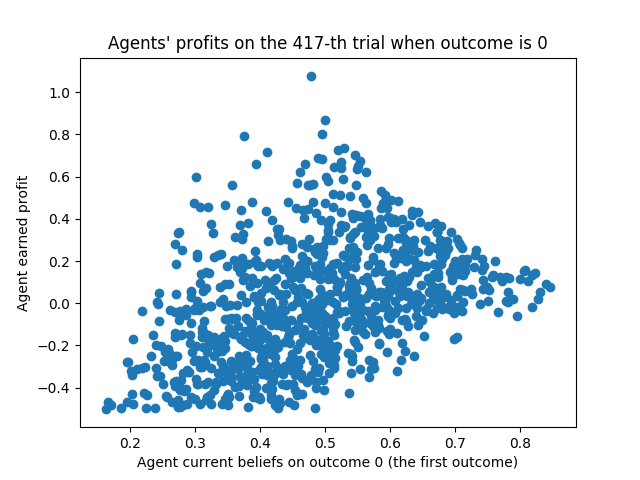 Agents' profits on the 417-th trial when outcome is 0
1.0
0.8
0.6
0.4
0.2
0.0
−0.2
−0.4
Agent earned profit
0.2 0.3 0.4 0.5 0.6 0.7 0.8
Agent current beliefs on outcome 0 (the first outcome)